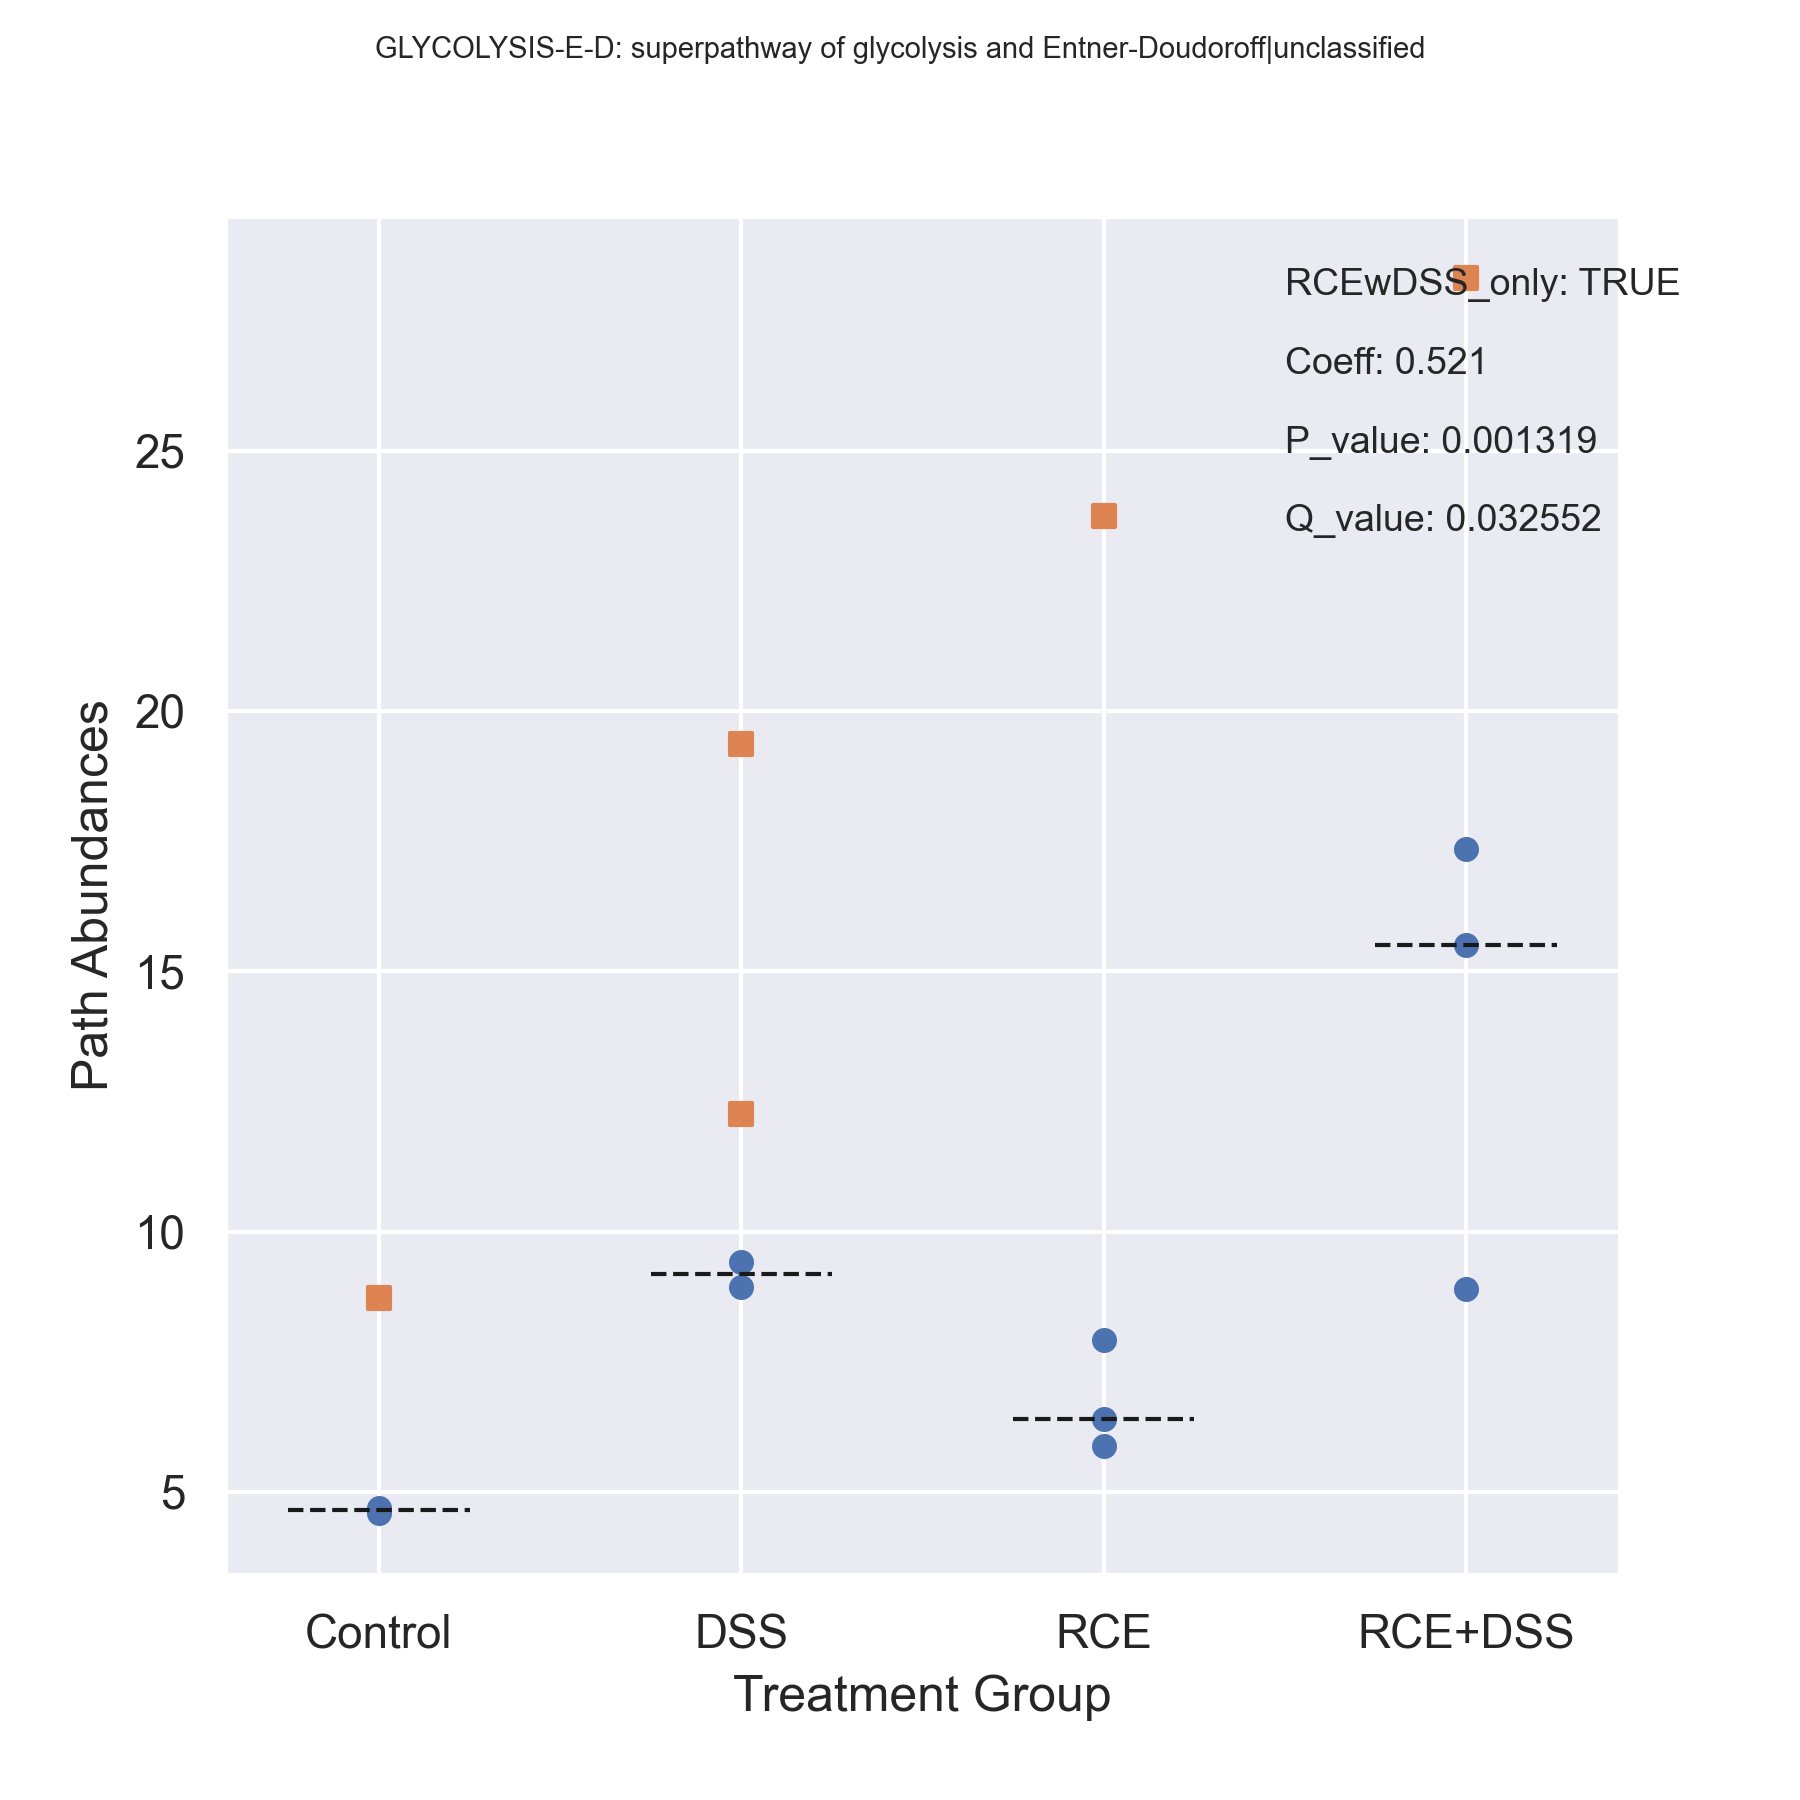 GLYCOLYSIS-E-D: superpathway of glycolysis and Entner-Doudoroff|unclassified
RCEwDSS_only: TRUE
Coeff: 0.521
P_value: 0.001319
Q_value: 0.032552
25
20
15
10
5
Path Abundances
Control DSS RCE RCE+DSS
Treatment Group